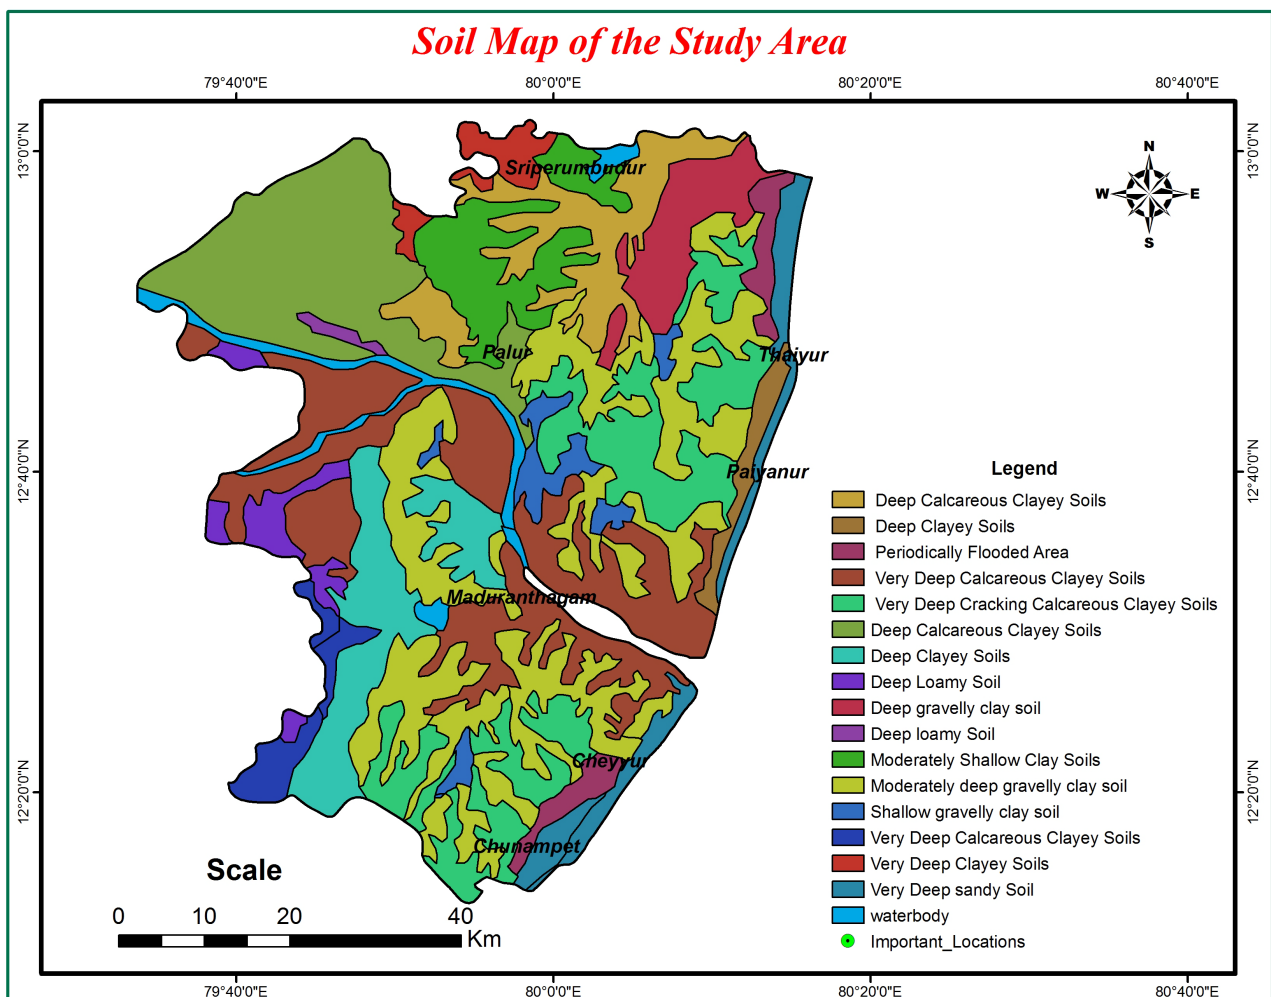 Soil Map of the Study Area
79°40'0"E
80°0'0"E
80°20'0"E
80°40'0"E
13°0'0"N
13°0'0"N
N
W
E
S
Sriperumbudur
Palur
Thaiyur
12°40'0"N
12°40'0"N
Paiyanur
Maduranthagam
Cheyyur
Chunampet
12°20'0"N
12°20'0"N
Legend
Deep Calcareous Clayey Soils
Deep Clayey Soils
Periodically Flooded Area
Very Deep Calcareous Clayey Soils
Very Deep Cracking Calcareous Clayey Soils
Deep Calcareous Clayey Soils
Deep Clayey Soils
Deep Loamy Soil
Deep gravelly clay soil
Deep loamy Soil
Moderately Shallow Clay Soils
Moderately deep gravelly clay soil
Shallow gravelly clay soil
Very Deep Calcareous Clayey Soils
Very Deep Clayey Soils
Very Deep sandy Soil
waterbody
Important_Locations
Scale
0 10 20 40
Km
79°40'0"E
80°0'0"E
80°20'0"E
80°40'0"E